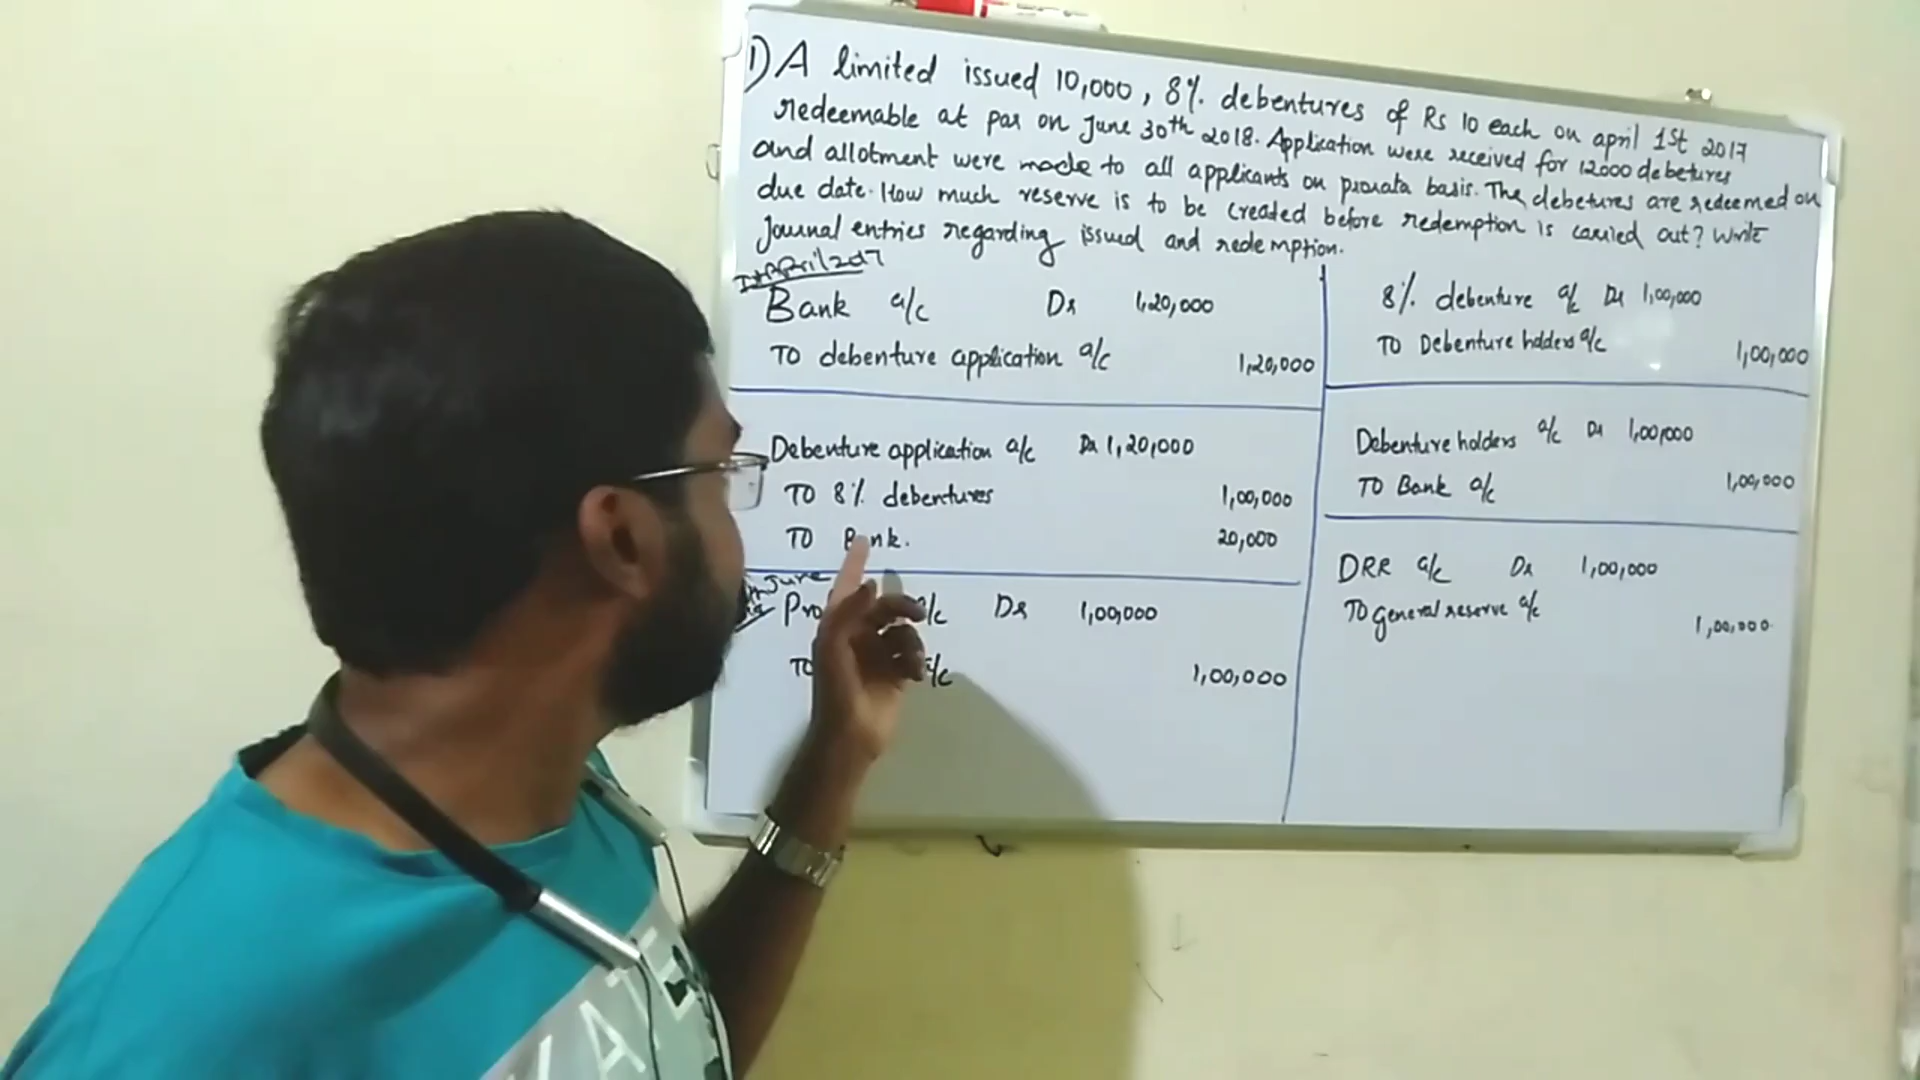 1) A limited issued 10,000, 8% debentures of Rs 10 each on april 1st 2017
redeemable at par on June 30th 2018. Application were received for 12000 debetures
and allotment were made to all applicants on prorata basis. The debetures are redeemed on
due date. How much reserve is to be created before redemption is carried out? Write
Journal entries regarding issued and redemption.
1st April 2017
Bank a/c Dr 1,20,000
TO debenture application a/c 1,20,000
Debenture application a/c Dr 1,20,000
TO 8% debentures 1,00,000
TO Bank. 20,000
June
a/c Dr 1,00,000
TO a/c 1,00,000
8% debenture a/c Dr 1,00,000
TO Debenture holders a/c 1,00,000
Debenture holders a/c Dr 1,00,000
TO Bank a/c 1,00,000
DRR a/c Dr 1,00,000
TO general reserve a/c 1,00,000